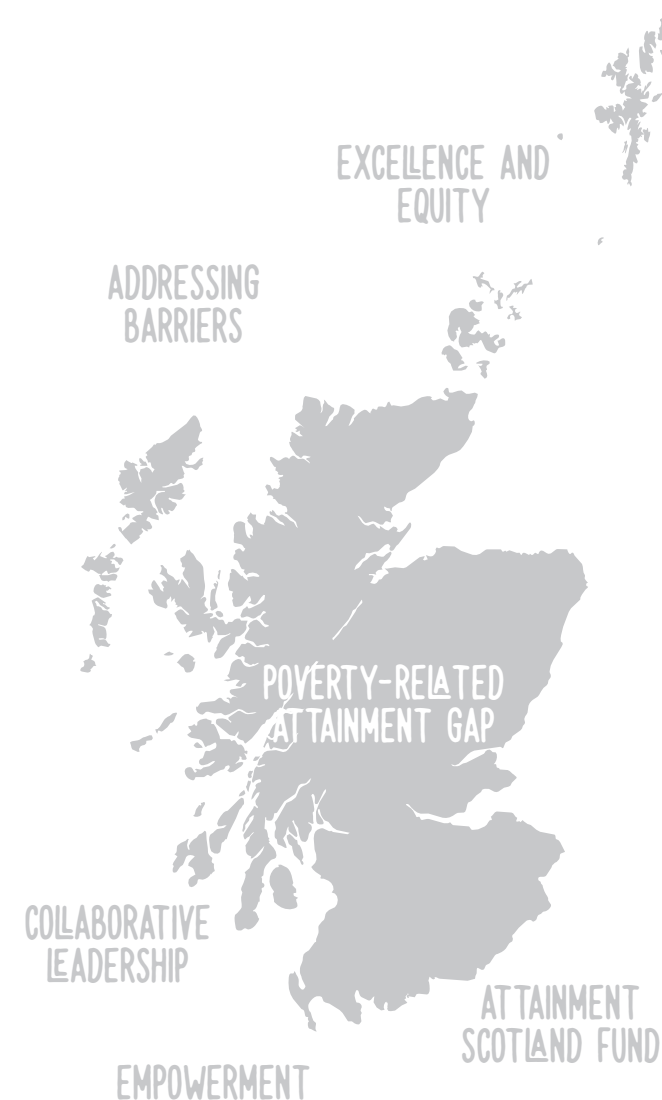 EXCELLENCE AND
EQUITY
ADDRESSING
BARRIERS
POVERTY-RELATED
ATTAINMENT GAP
COLLABORATIVE
LEADERSHIP
ATTAINMENT
SCOTLAND FUND
EMPOWERMENT